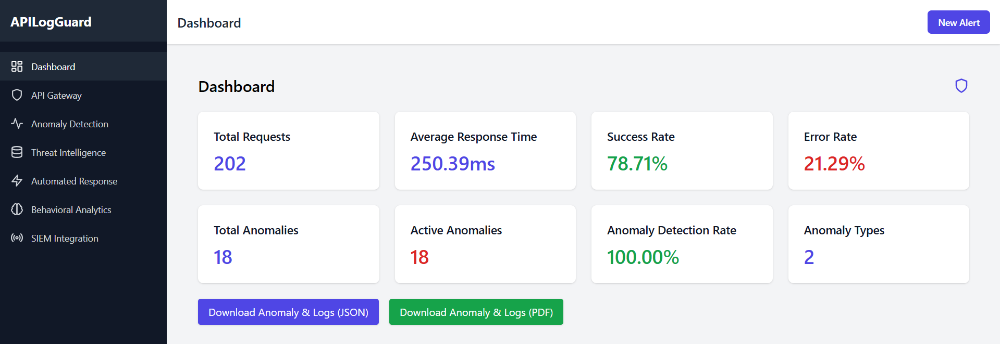 APILogGuard
Dashboard
API Gateway
Anomaly Detection
Threat Intelligence
Automated Response
Behavioral Analytics
SIEM Integration
Dashboard
New Alert
Dashboard
Total Requests
202
Average Response Time
250.39ms
Success Rate
78.71%
Error Rate
21.29%
Total Anomalies
18
Active Anomalies
18
Anomaly Detection Rate
100.00%
Anomaly Types
2
Download Anomaly & Logs (JSON)
Download Anomaly & Logs (PDF)